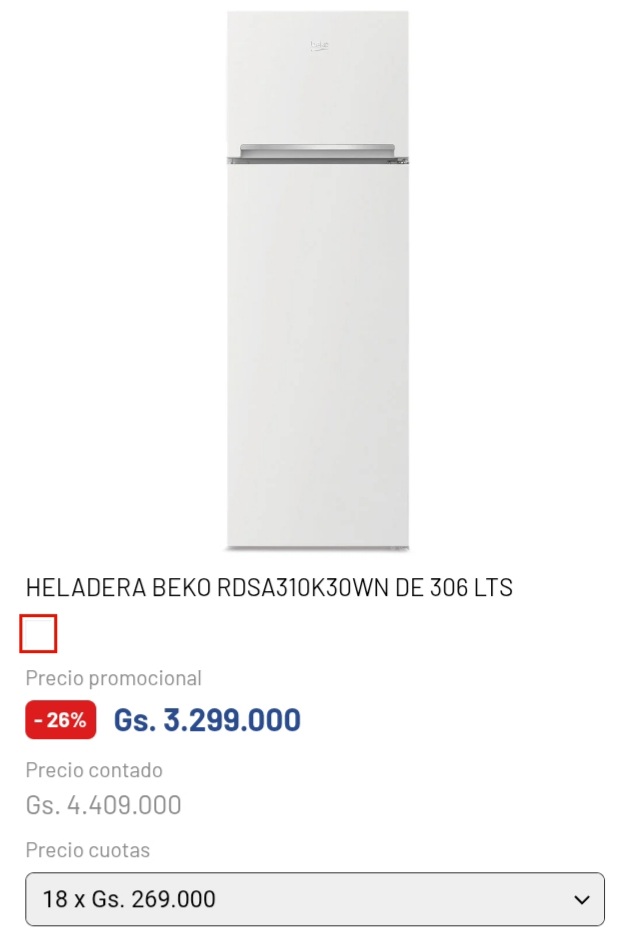 beko
HELADERA BEKO RDSA310K30WN DE 306 LTS
Precio promocional
- 26% Gs. 3.299.000
Precio contado
Gs. 4.409.000
Precio cuotas
18 x Gs. 269.000